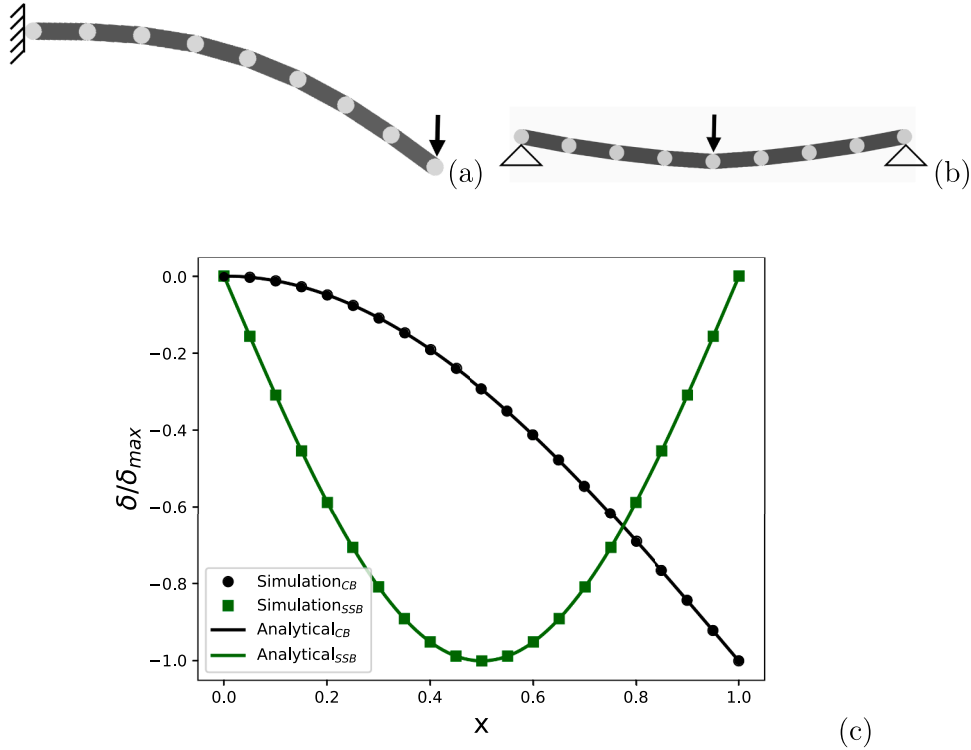 (a)
(b)
0.0
−0.2
−0.4
−0.6
−0.8
−1.0
δ/δmax
Simulation_CB
Simulation_SSB
Analytical_CB
Analytical_SSB
0.0 0.2 0.4 0.6 0.8 1.0
x
(c)